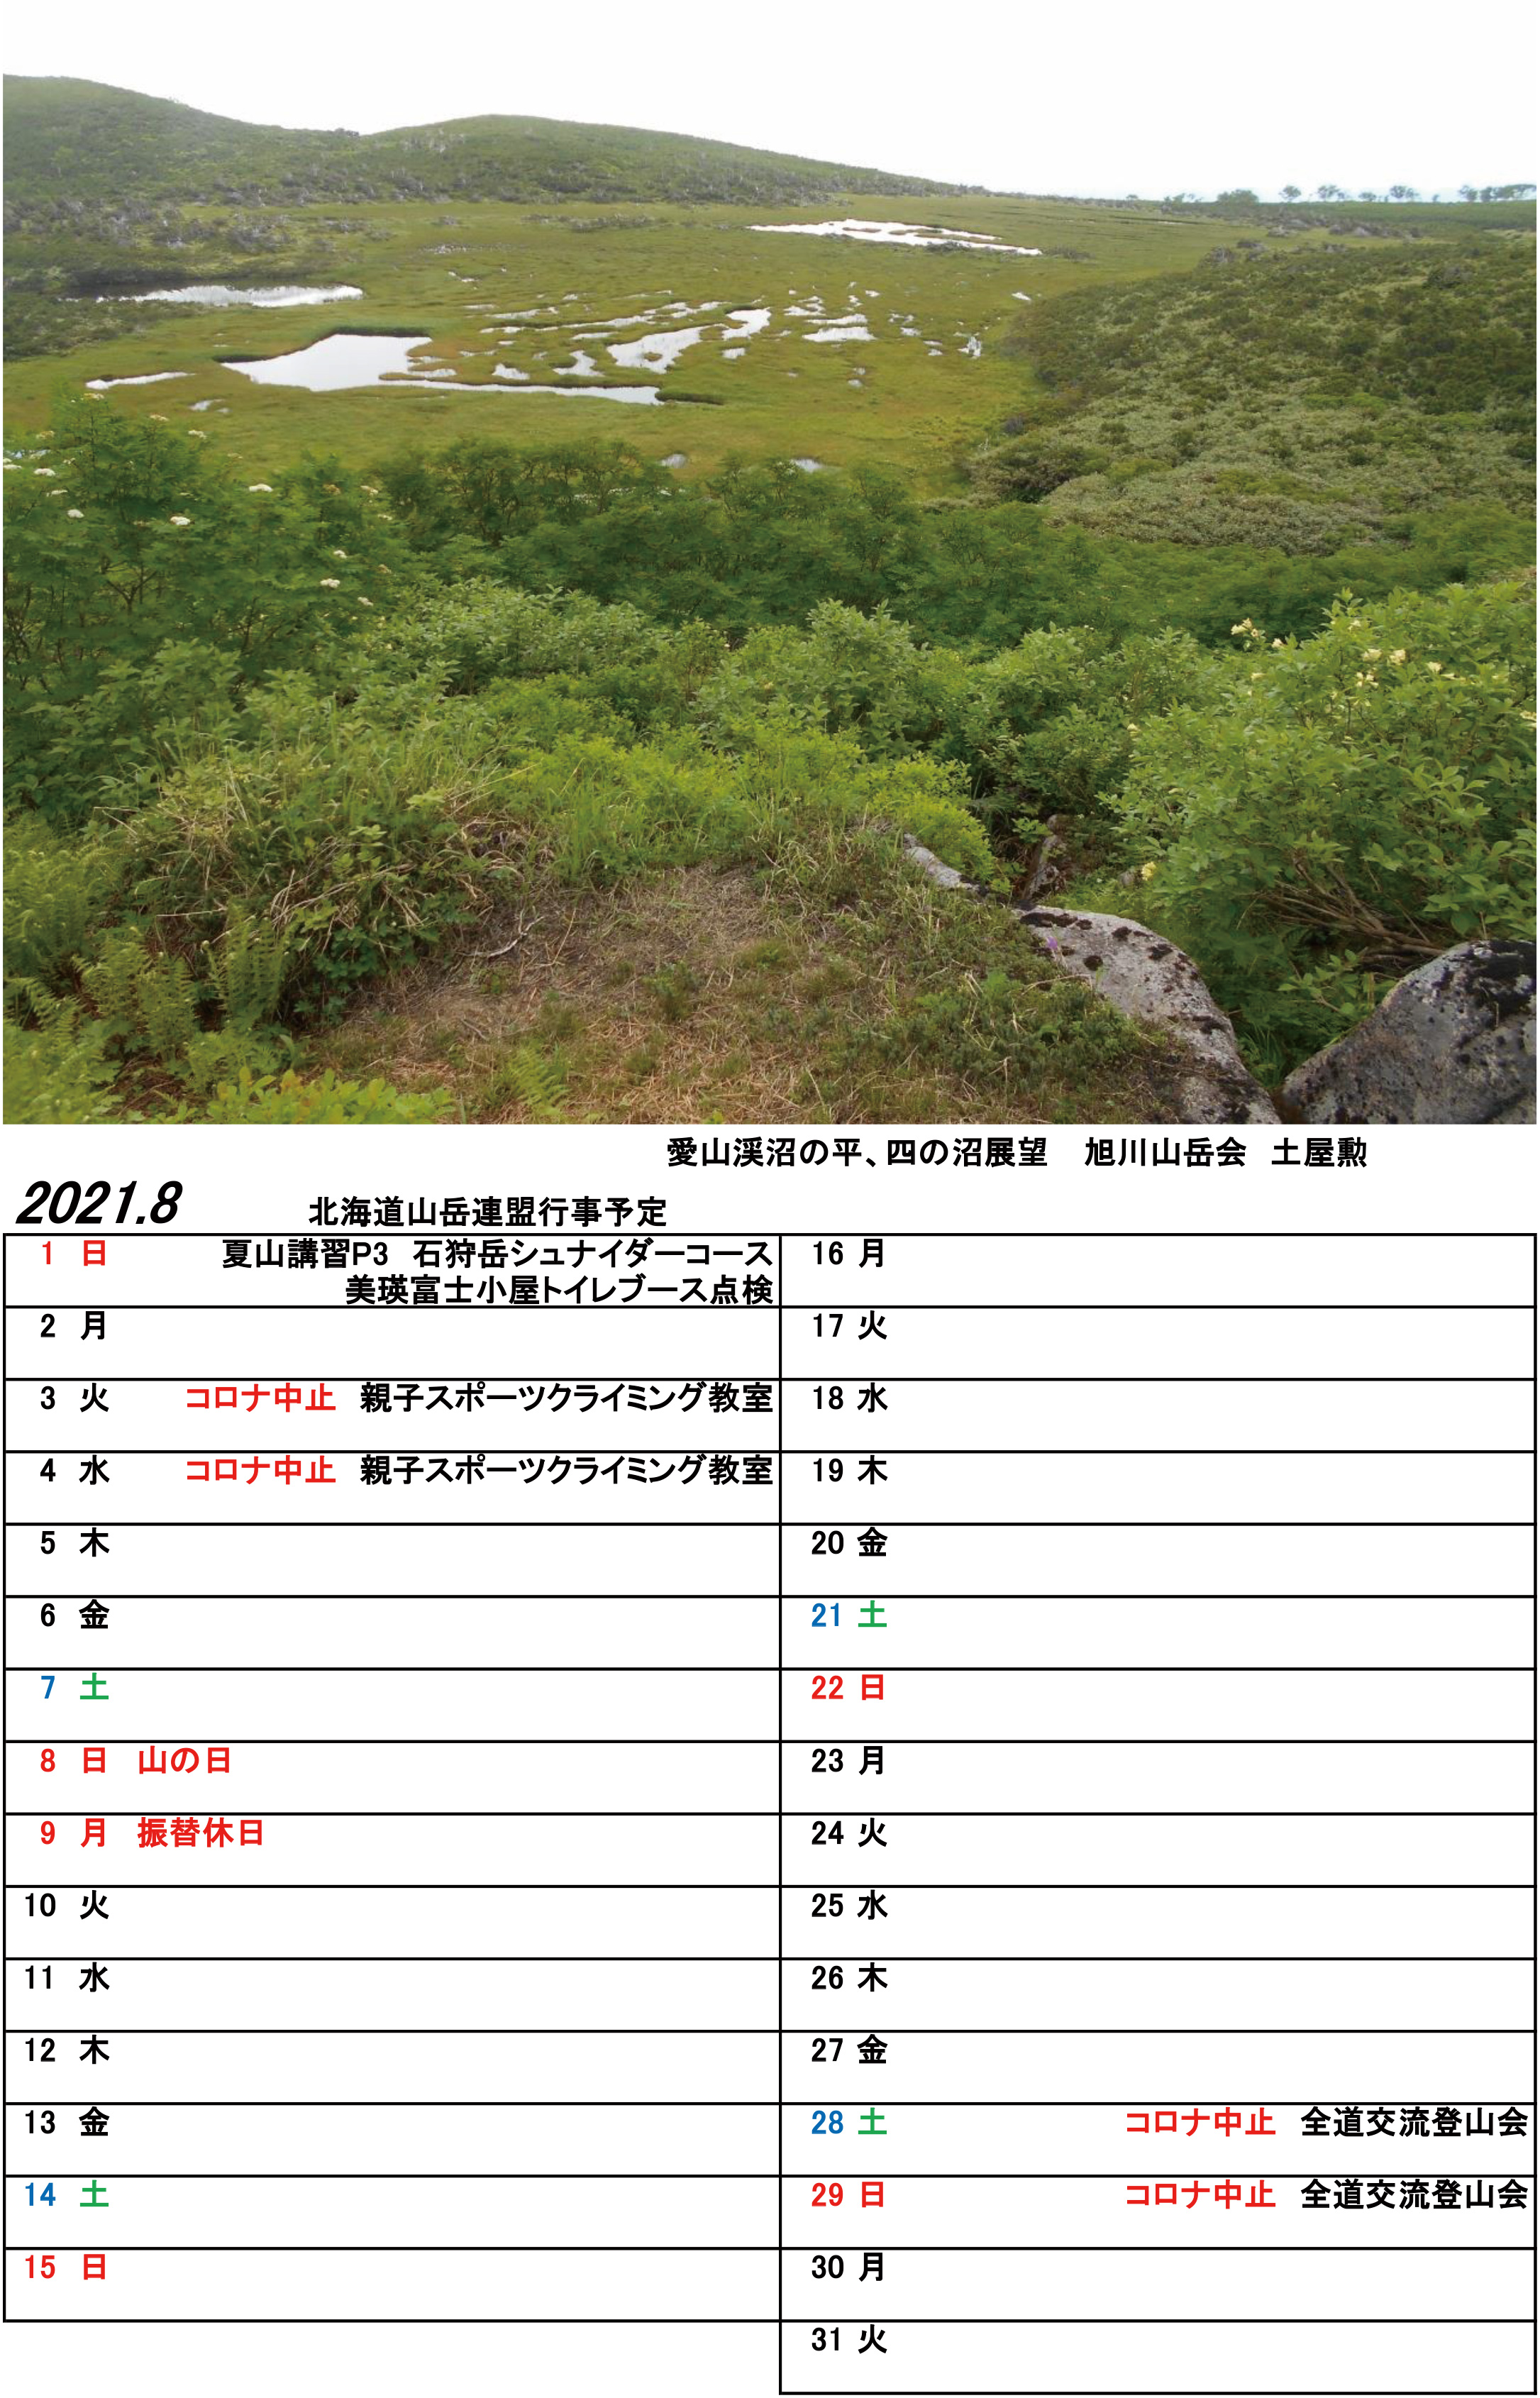 愛山渓沼の平、四の沼展望　旭川山岳会　土屋勲
2021.8　北海道山岳連盟行事予定
1 日　夏山講習P3　石狩岳シュナイダーコース
美瑛富士小屋トイレブース点検
2 月
3 火　コロナ中止　親子スポーツクライミング教室
4 水　コロナ中止　親子スポーツクライミング教室
5 木
6 金
7 土
8 日　山の日
9 月　振替休日
10 火
11 水
12 木
13 金
14 土
15 日
16 月
17 火
18 水
19 木
20 金
21 土
22 日
23 月
24 火
25 水
26 木
27 金
28 土　コロナ中止　全道交流登山会
29 日　コロナ中止　全道交流登山会
30 月
31 火